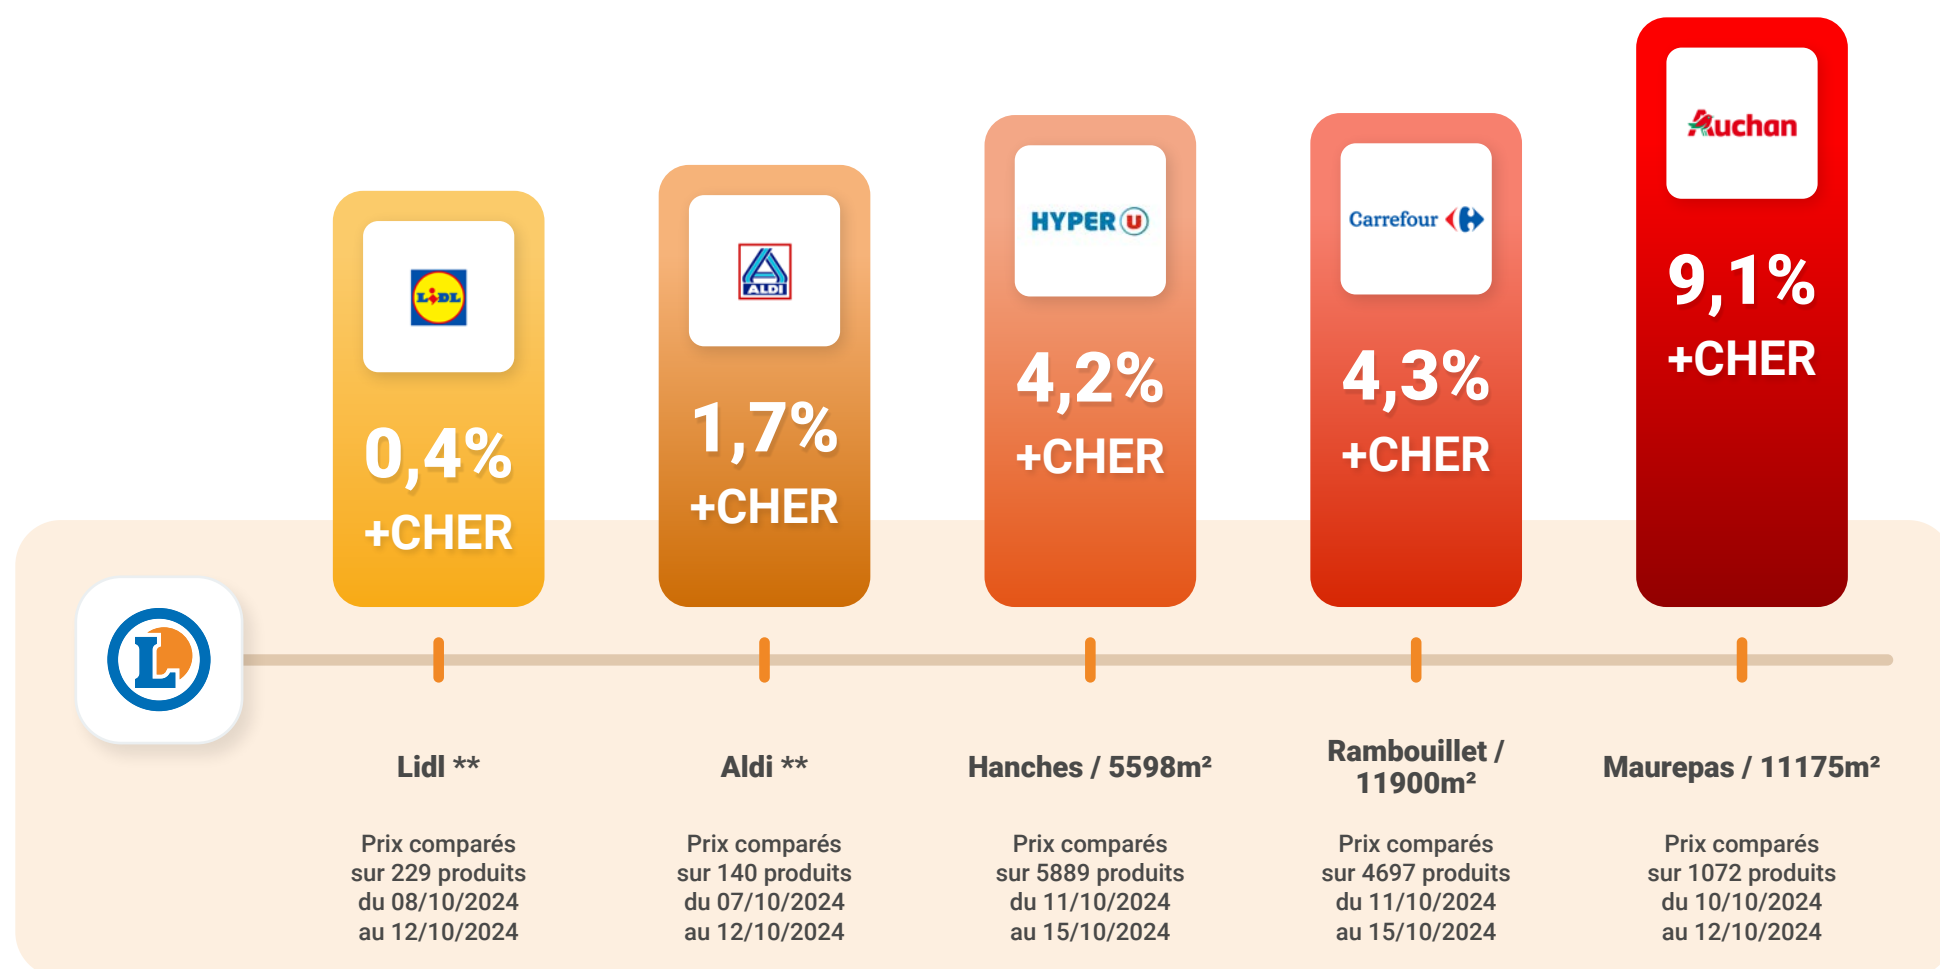 LIDL
0,4%
+CHER
ALDI
1,7%
+CHER
HYPER U
4,2%
+CHER
Carrefour
4,3%
+CHER
Auchan
9,1%
+CHER
L
Lidl **
Prix comparés
sur 229 produits
du 08/10/2024
au 12/10/2024
Aldi **
Prix comparés
sur 140 produits
du 07/10/2024
au 12/10/2024
Hanches / 5598m²
Prix comparés
sur 5889 produits
du 11/10/2024
au 15/10/2024
Rambouillet /
11900m²
Prix comparés
sur 4697 produits
du 11/10/2024
au 15/10/2024
Maurepas / 11175m²
Prix comparés
sur 1072 produits
du 10/10/2024
au 12/10/2024